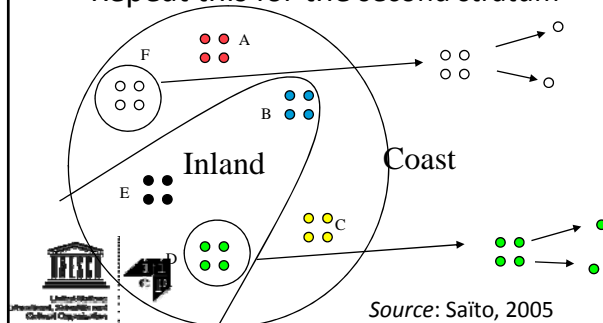 Repeat this for the second stratum
A
F
B
Inland
Coast
E
C
D
Source: Saïto, 2005